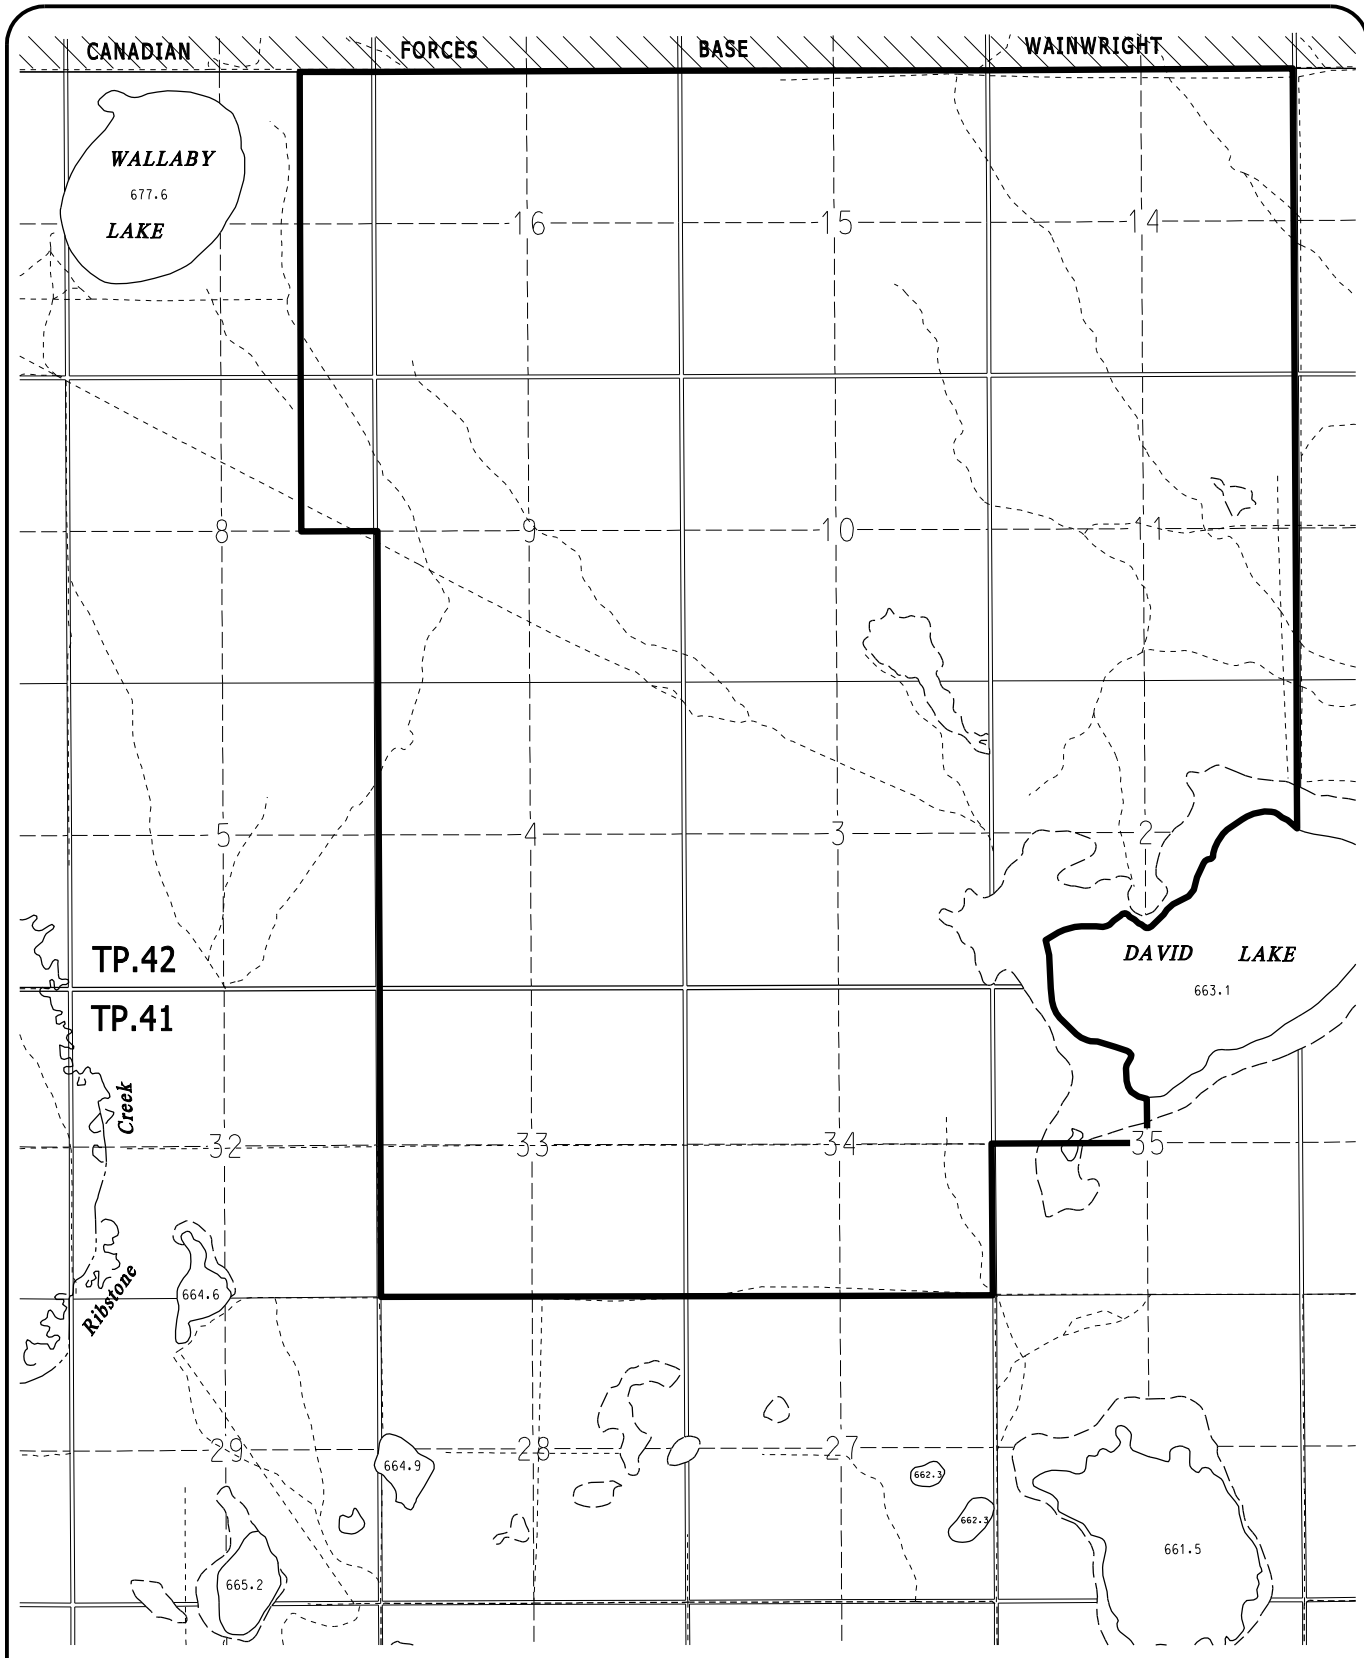 CANADIAN FORCES BASE WAINWRIGHT
WALLABY
677.6
LAKE
16 15 14
8 9 10 11
5 4 3 2
TP.42
DAVID LAKE
663.1
TP.41
Creek
32 33 34 35
Ribstone
664.6
29 28 27
664.9
662.3
662.3
661.5
665.2